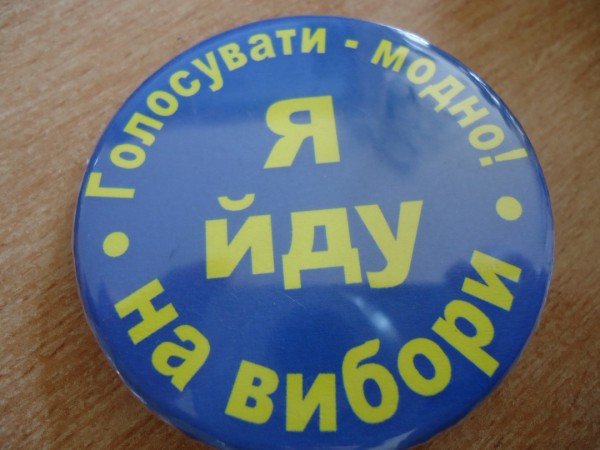 Голосувати - модно!
Я
йду
• на вибори •